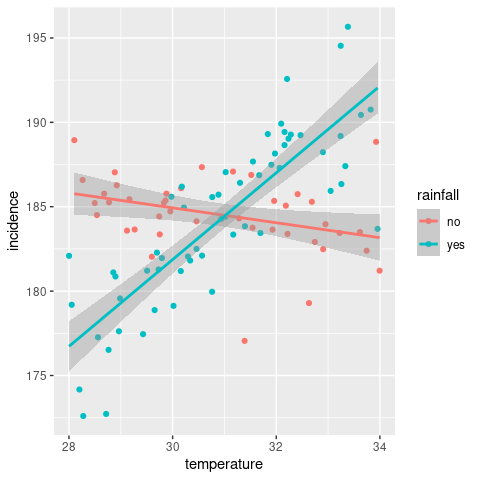 195
190
185
180
175
28
30
32
34
temperature
incidence
rainfall
no
yes